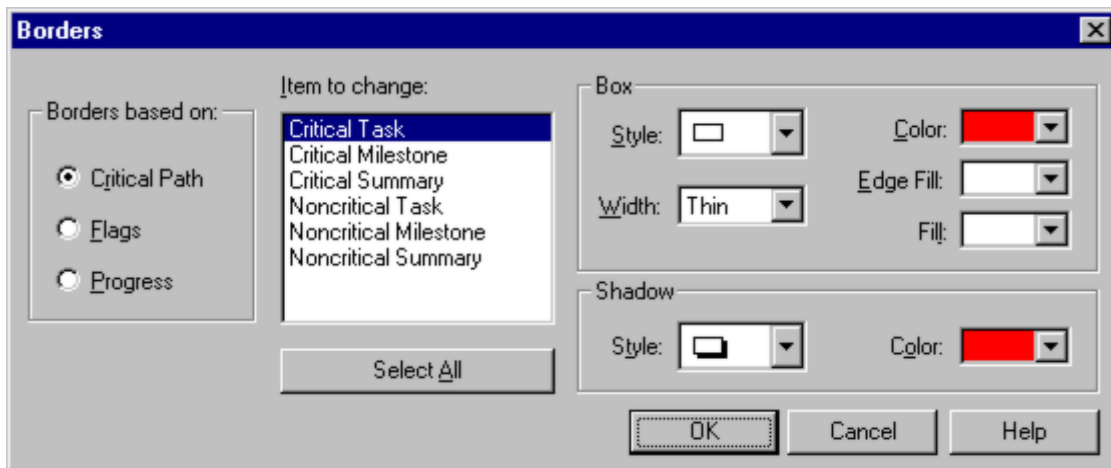 Borders
Borders based on:
Critical Path
Flags
Progress
Item to change:
Critical Task
Critical Milestone
Critical Summary
Noncritical Task
Noncritical Milestone
Noncritical Summary
Select All
Box
Style:
Color:
Edge Fill:
Width: Thin
Fill:
Shadow
Style:
Color:
OK
Cancel
Help